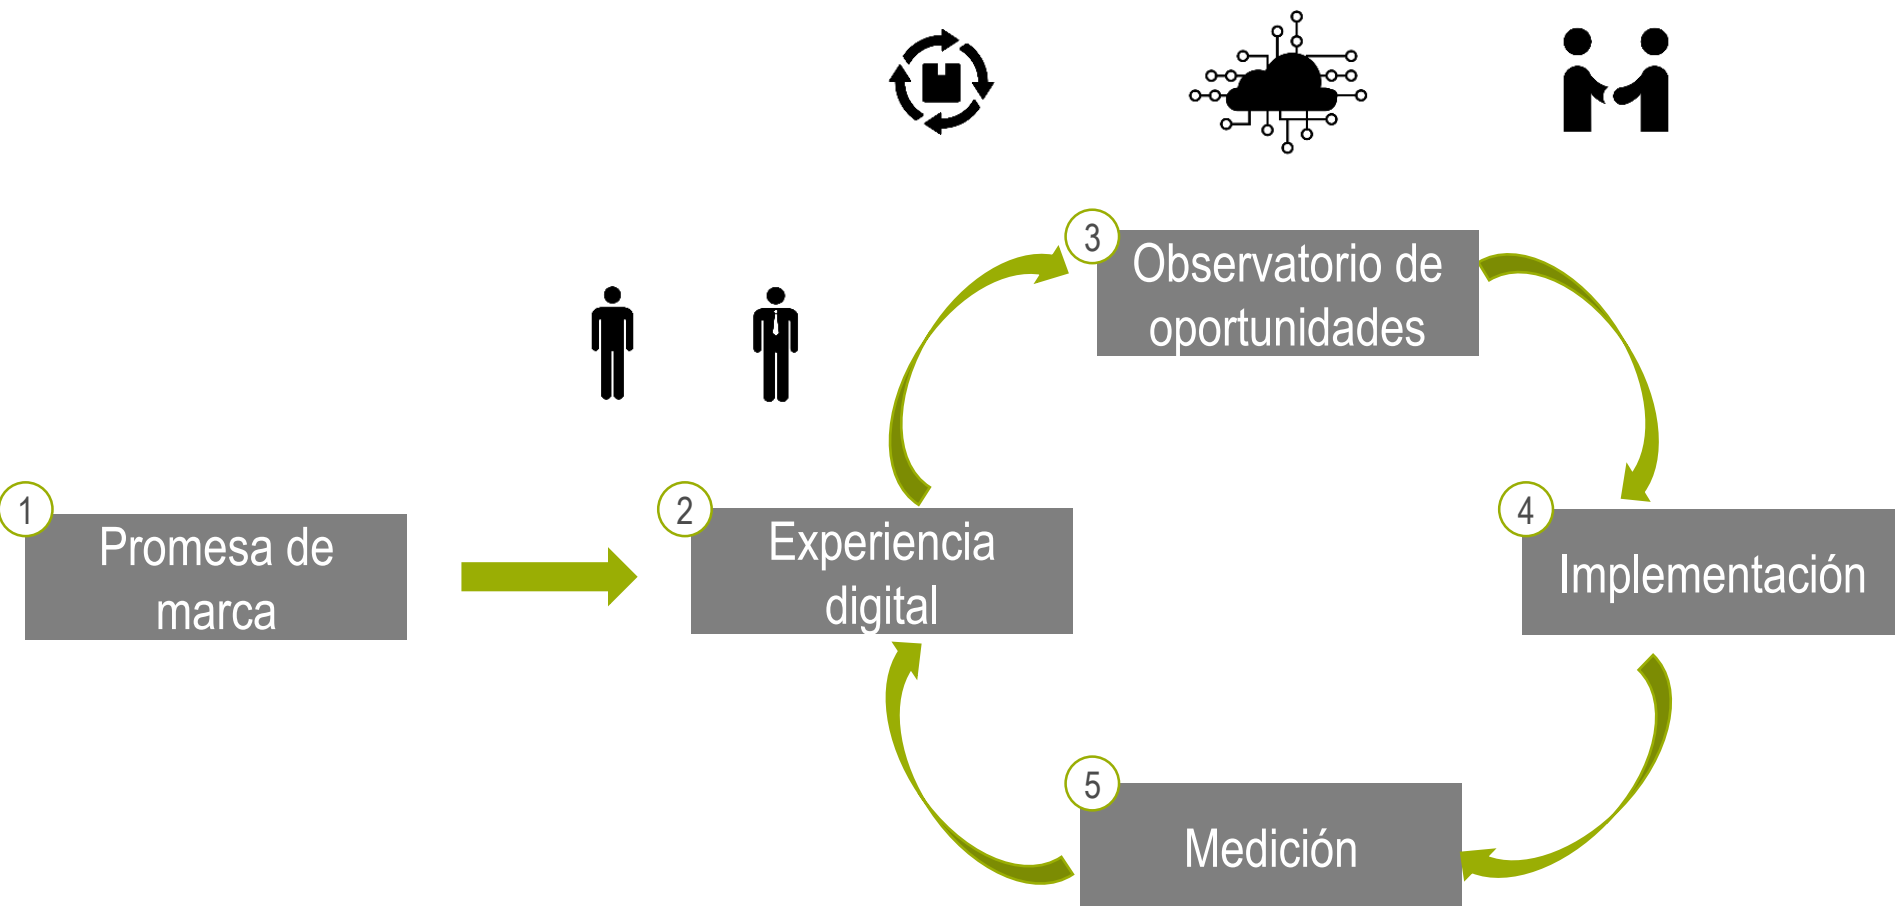 1
Promesa de
marca
2
Experiencia
digital
3
Observatorio de
oportunidades
4
Implementación
5
Medición